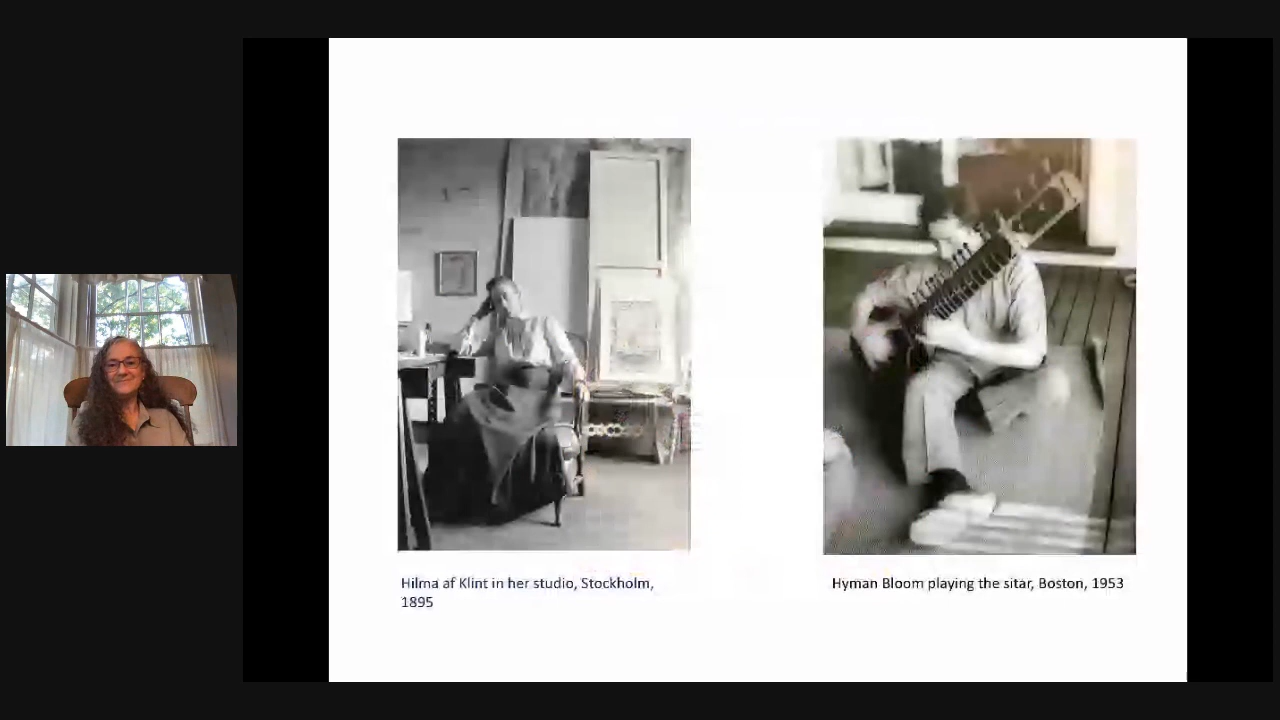 Hilma af Klint in her studio, Stockholm,
1895
Hyman Bloom playing the sitar, Boston, 1953